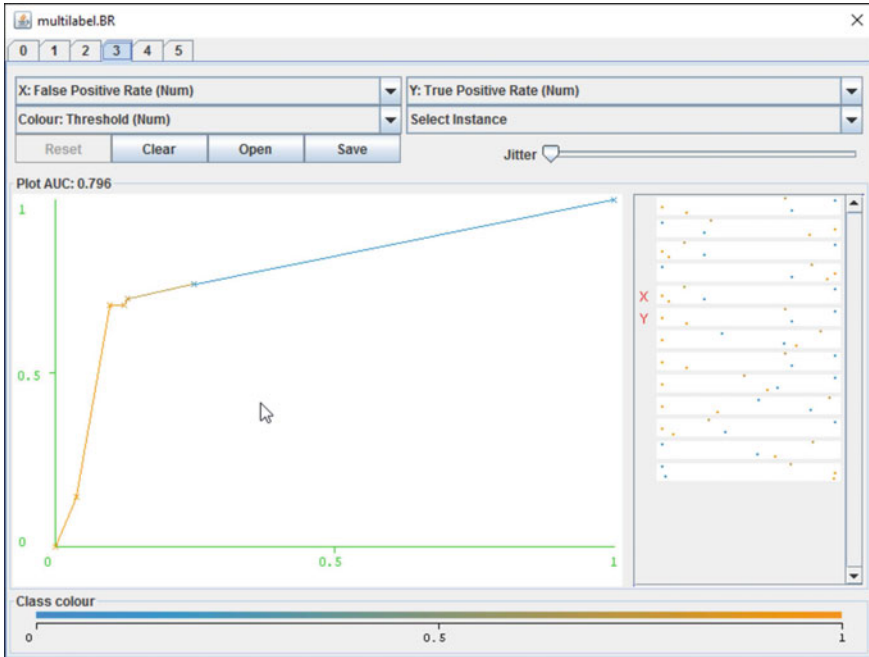 multilabel.BR
0 1 2 3 4 5
X: False Positive Rate (Num) Y: True Positive Rate (Num)
Colour: Threshold (Num) Select Instance
Reset Clear Open Save Jitter
Plot AUC: 0.796
1
X
Y
0.5
0
0 0.5 1
Class colour
0 0.5 1